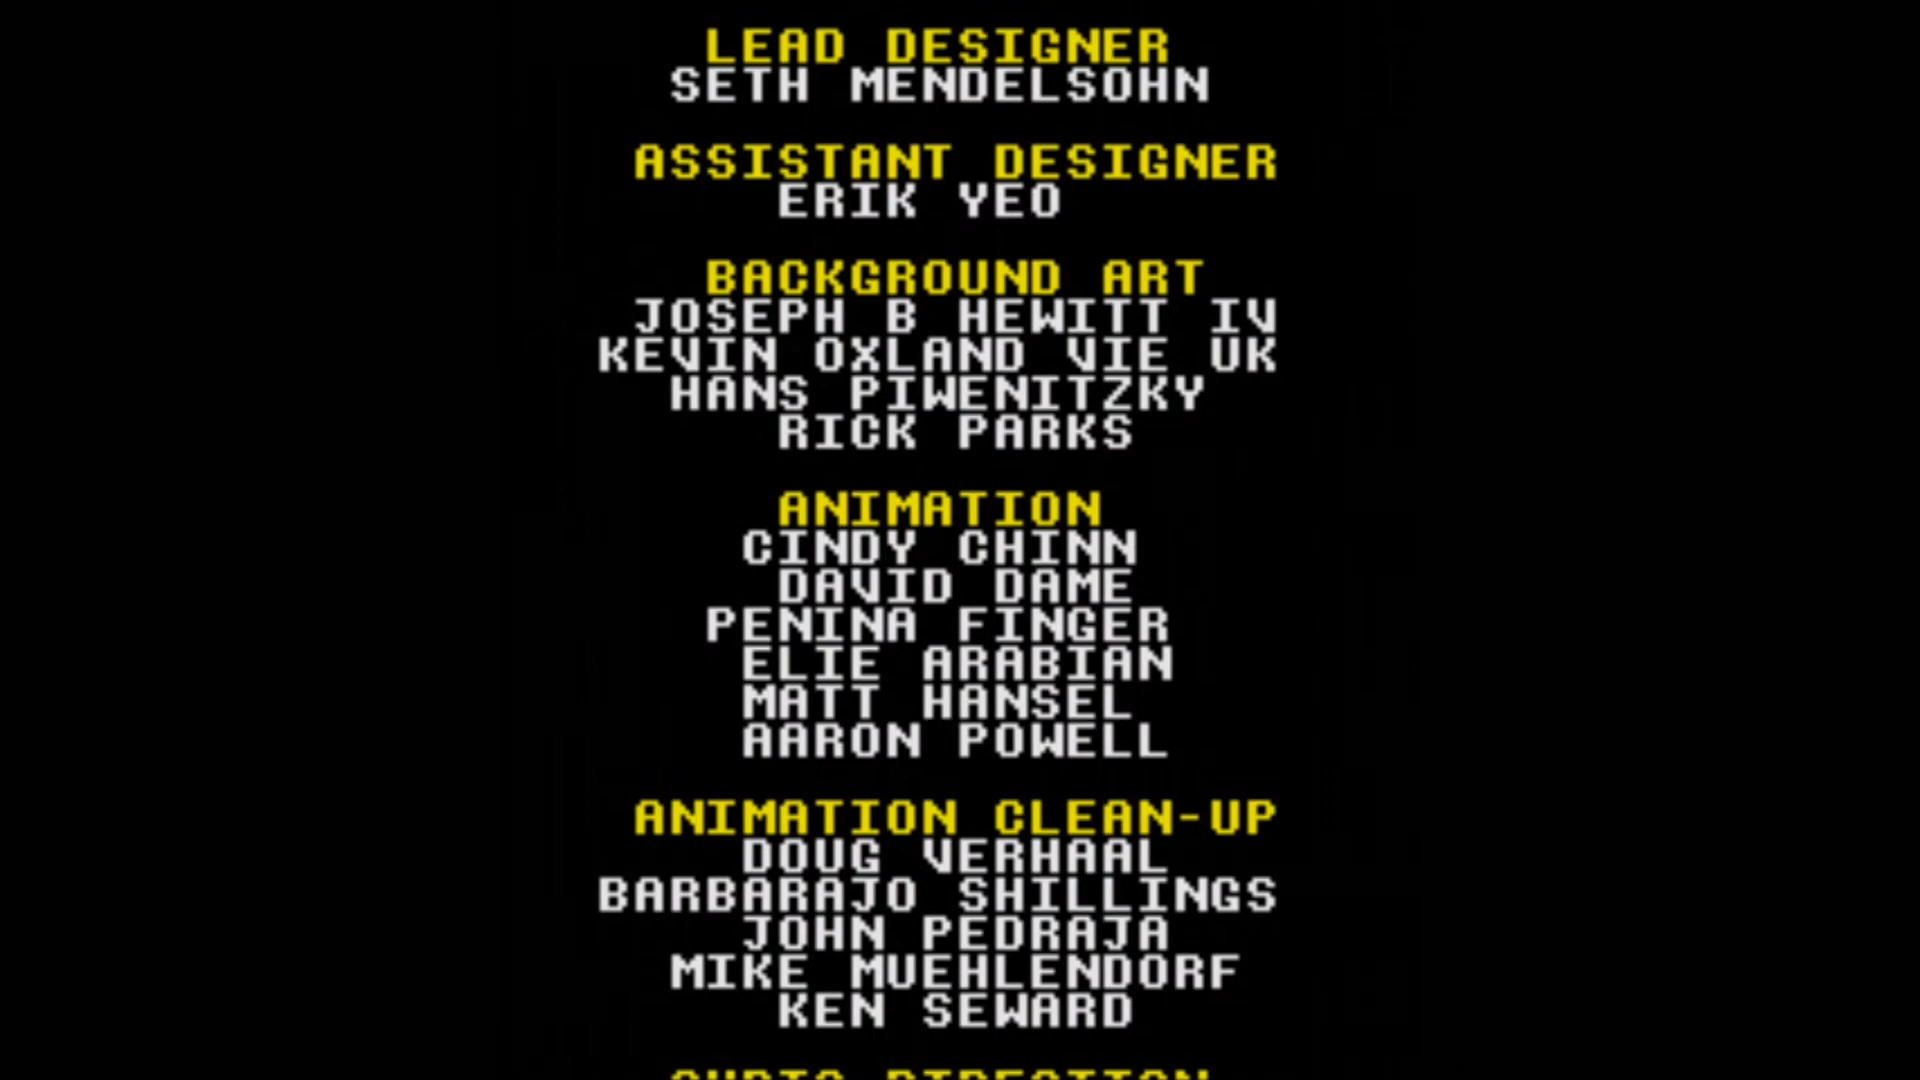 LEAD DESIGNER
SETH MENDELSOHN
ASSISTANT DESIGNER
ERIK YEO
BACKGROUND ART
JOSEPH B HEWITT IV
KEVIN OXLAND VIE UK
HANS PIWENITZKY
RICK PARKS
ANIMATION
CINDY CHINN
DAVID DAME
PENINA FINGER
ELIE ARABIAN
MATT HANSEL
AARON POWELL
ANIMATION CLEAN-UP
DOUG VERHAAL
BARBARAJO SHILLINGS
JOHN PEDRAJA
MIKE MUEHLENDORF
KEN SEWARD
AUDIO DIRECTION